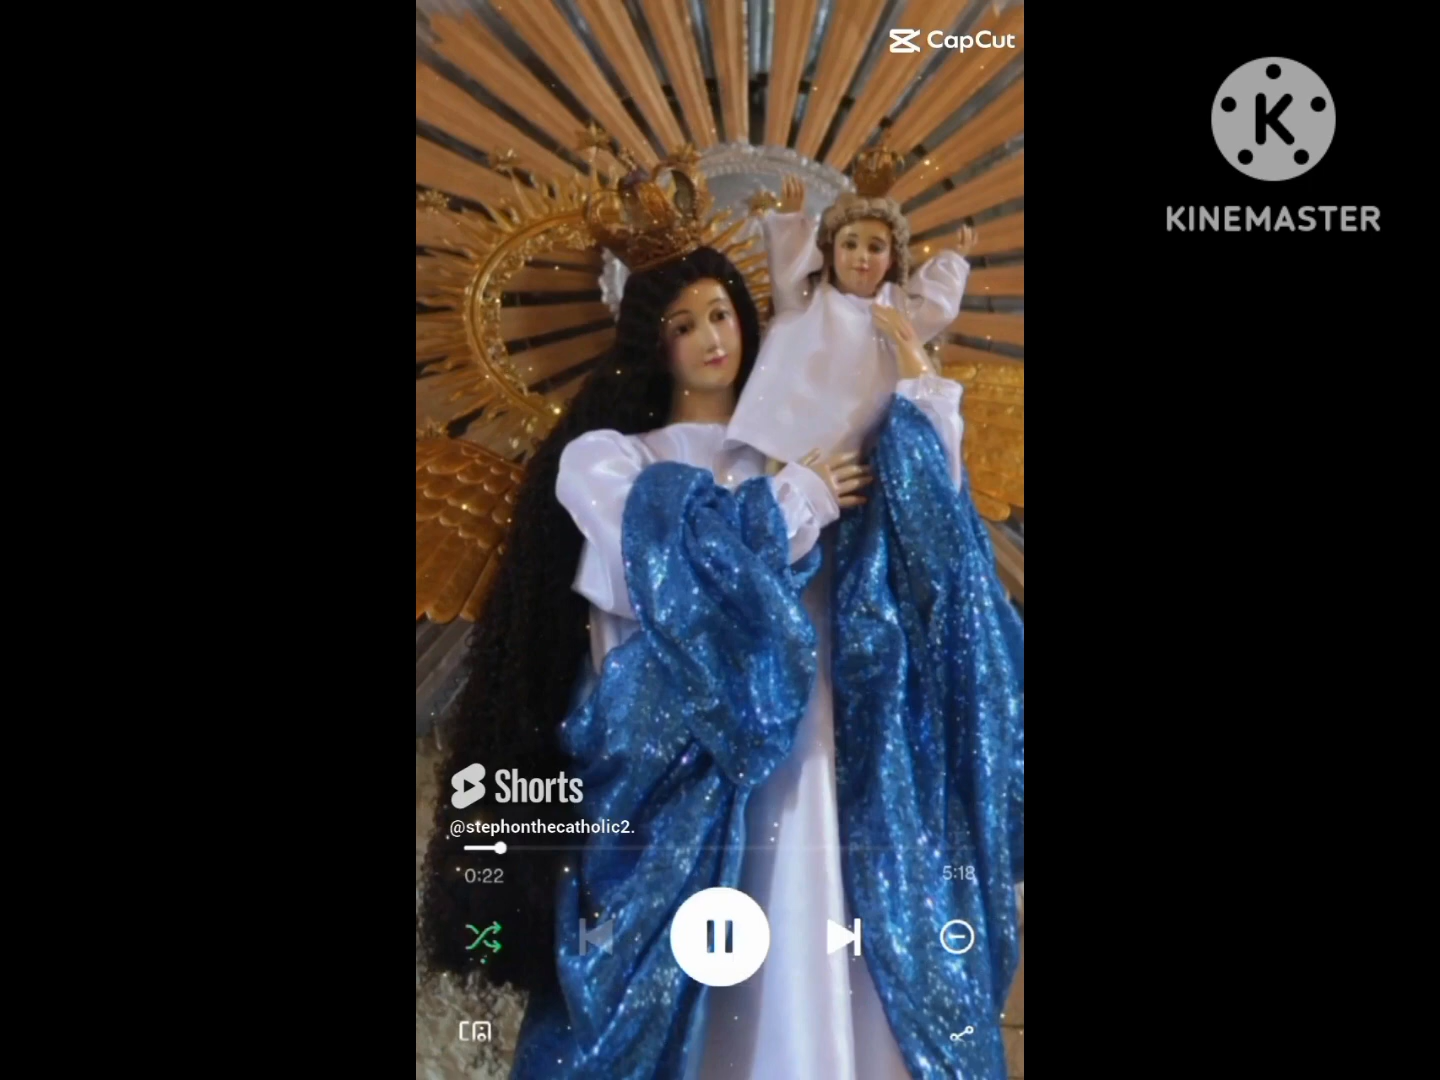 CapCut
K
KINEMASTER
Shorts
@stephonthecatholic2.
0:22
5:18